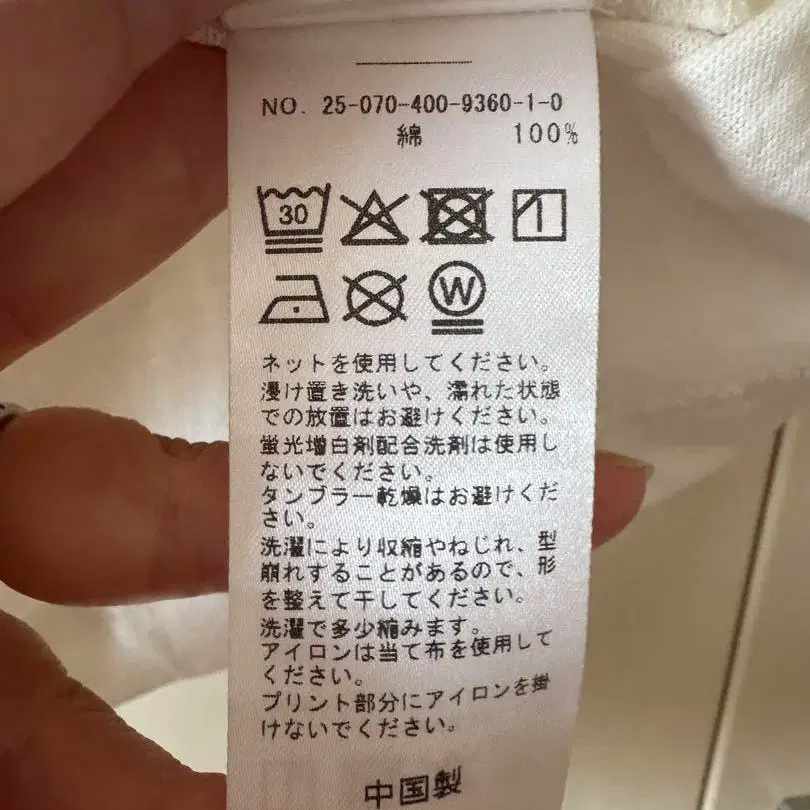 NO. 25-070-400-9360-1-0
綿 100%
30
W
ネットを使用してください。
浸け置き洗いや、濡れた状態
での放置はお避けください。
蛍光増白剤配合洗剤は使用し
ないでください。
タンブラー乾燥はお避けくだ
さい。
洗濯により収縮やねじれ、型
崩れすることがあるので、形
を整えて干してください。
洗濯で多少縮みます。
アイロンは当て布を使用して
ください。
プリント部分にアイロンを掛
けないでください。
中国製